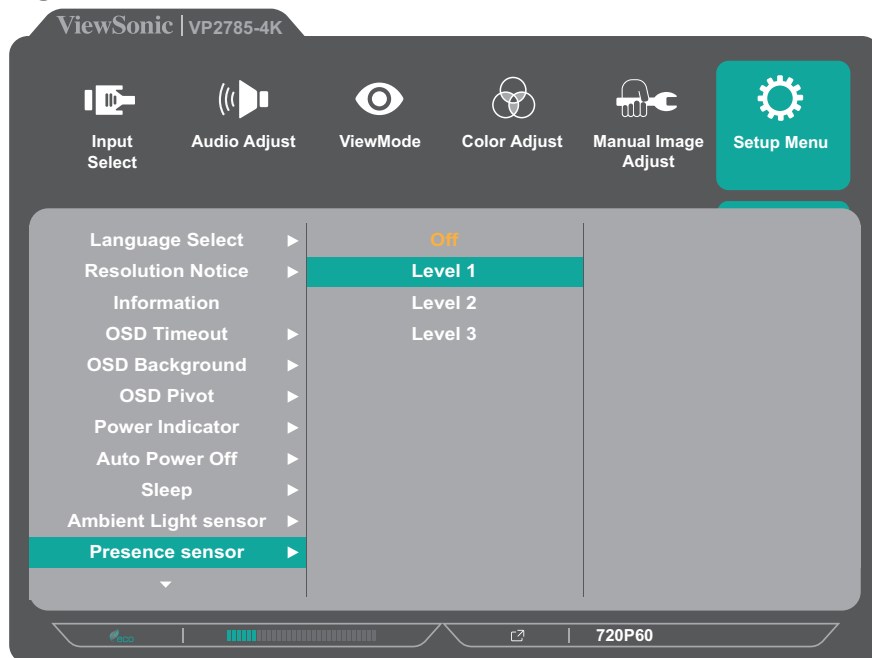 ViewSonic | VP2785-4K
Input
Select
Audio Adjust
ViewMode
Color Adjust
Manual Image
Adjust
Setup Menu
Language Select
Resolution Notice
Information
OSD Timeout
OSD Background
OSD Pivot
Power Indicator
Auto Power Off
Sleep
Ambient Light sensor
Presence sensor
Off
Level 1
Level 2
Level 3
eco
720P60